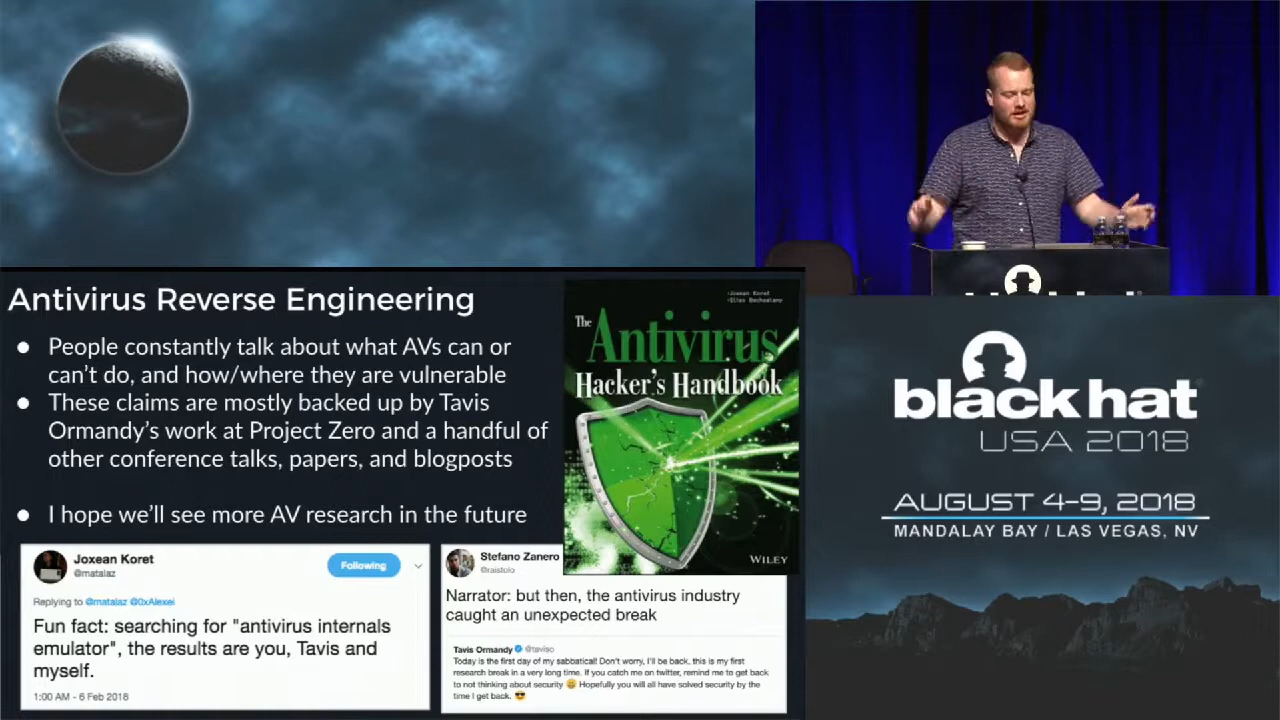 Antivirus Reverse Engineering
● People constantly talk about what AVs can or
can't do, and how/where they are vulnerable
● These claims are mostly backed up by Tavis
Ormandy's work at Project Zero and a handful of
other conference talks, papers, and blogposts
● I hope we'll see more AV research in the future
Joxean Koret
@matalaz
Following
Replying to @matalaz @0xAlexei
Fun fact: searching for "antivirus internals
emulator", the results are you, Tavis and
myself.
1:00 AM - 6 Feb 2018
Stefano Zanero
@raistolo
Narrator: but then, the antivirus industry
caught an unexpected break
Tavis Ormandy @taviso
Today is the first day of my sabbatical! Don't worry, I'll be back, this is my first
research break in a very long time. If you catch me on twitter, remind me to get back
to not thinking about security 😄 Hopefully you will all have solved security by the
time I get back. 😎
Joxean Koret
Elias Bachaalany
The
Antivirus
Hacker's Handbook
WILEY
black hat
USA 2018
AUGUST 4-9, 2018
MANDALAY BAY / LAS VEGAS, NV